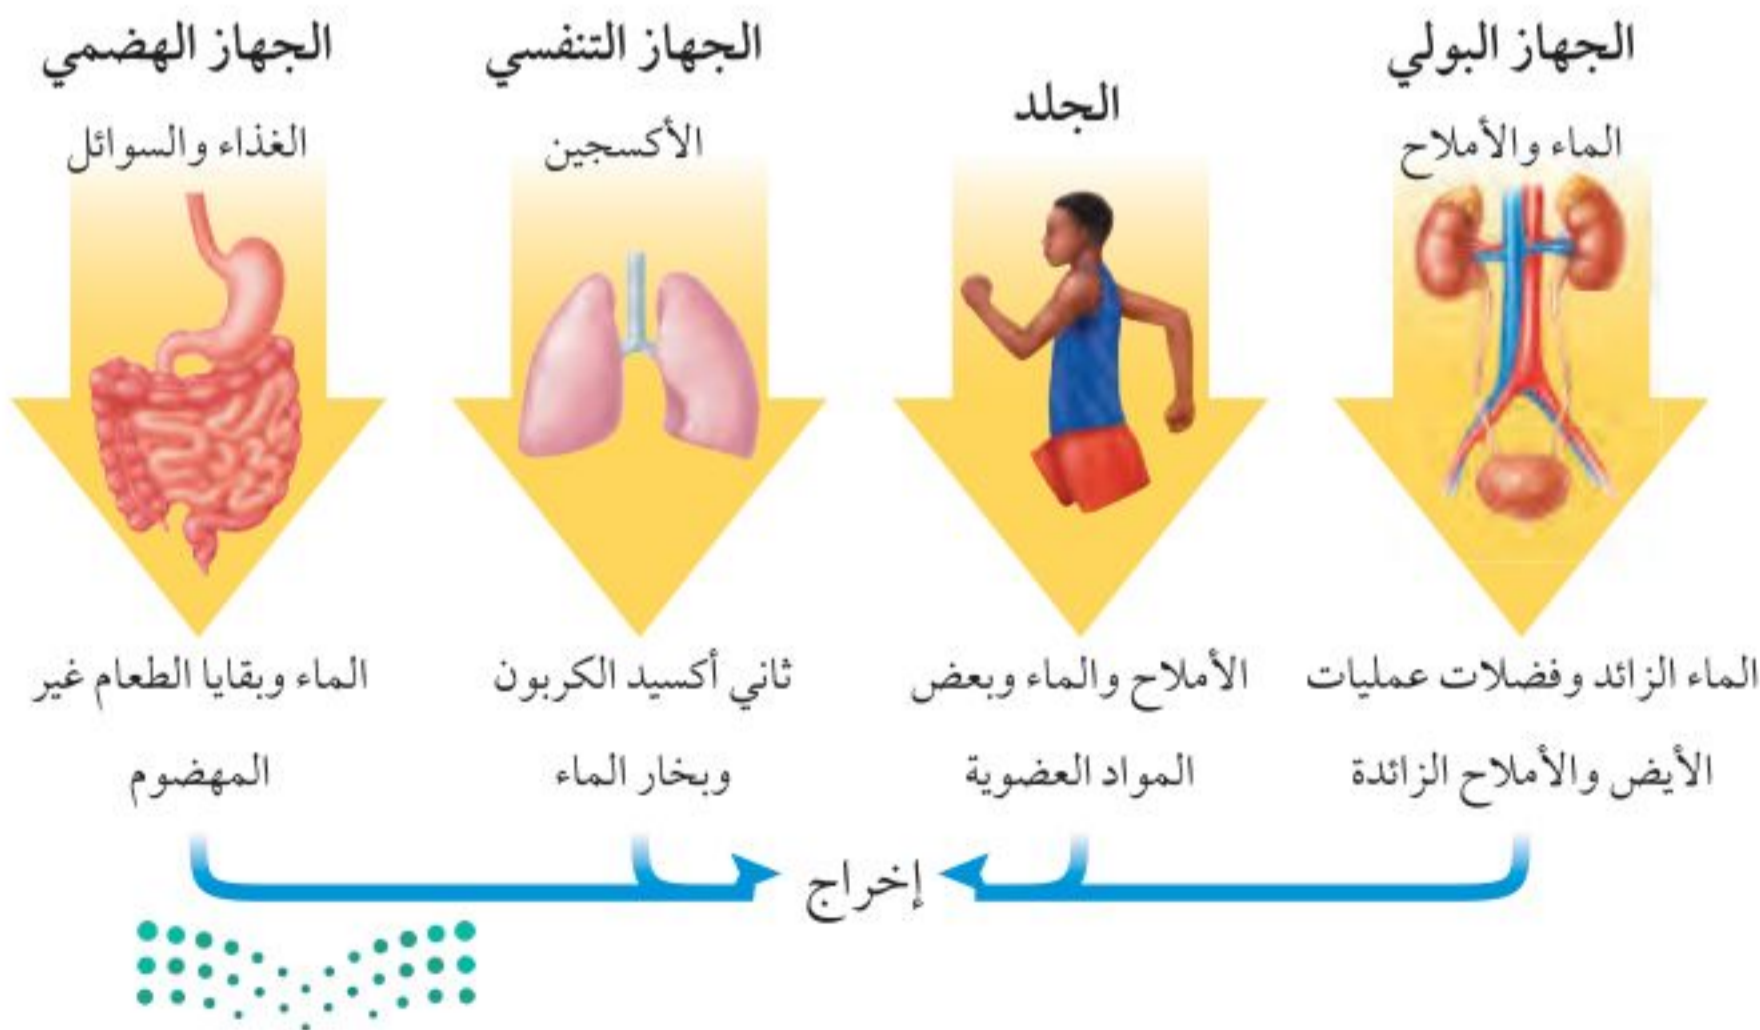 الجهاز البولي
الماء والأملاح
الماء الزائد وفضلات عمليات
الأيض والأملاح الزائدة
الجلد
الأملاح والماء وبعض
المواد العضوية
الجهاز التنفسي
الأكسجين
ثاني أكسيد الكربون
وبخار الماء
الجهاز الهضمي
الغذاء والسوائل
الماء وبقايا الطعام غير
المهضوم
إخراج